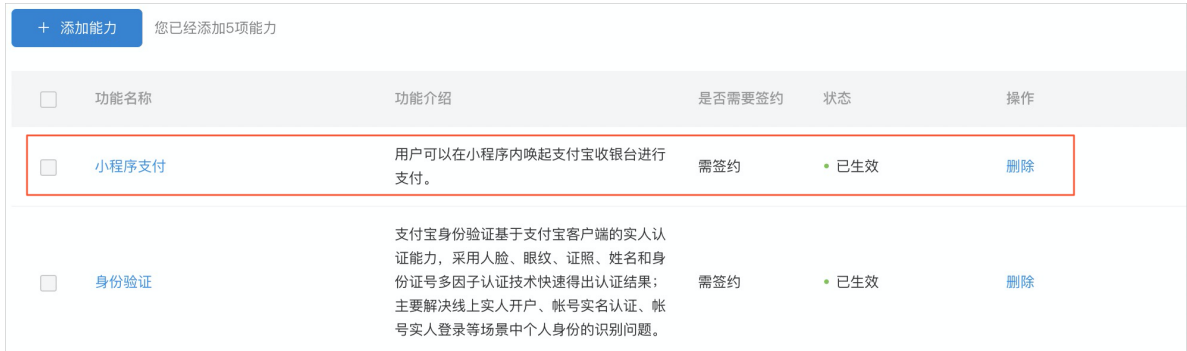 + 添加能力 您已经添加5项能力
功能名称 功能介绍 是否需要签约 状态 操作
小程序支付 用户可以在小程序内唤起支付宝收银台进行 需签约 已生效 删除
支付。
支付宝身份验证基于支付宝客户端的实人认
证能力，采用人脸、眼纹、证照、姓名和身
身份验证 份证号多因子认证技术快速得出认证结果； 需签约 已生效 删除
主要解决线上实人开户、帐号实名认证、帐
号实人登录等场景中个人身份的识别问题。